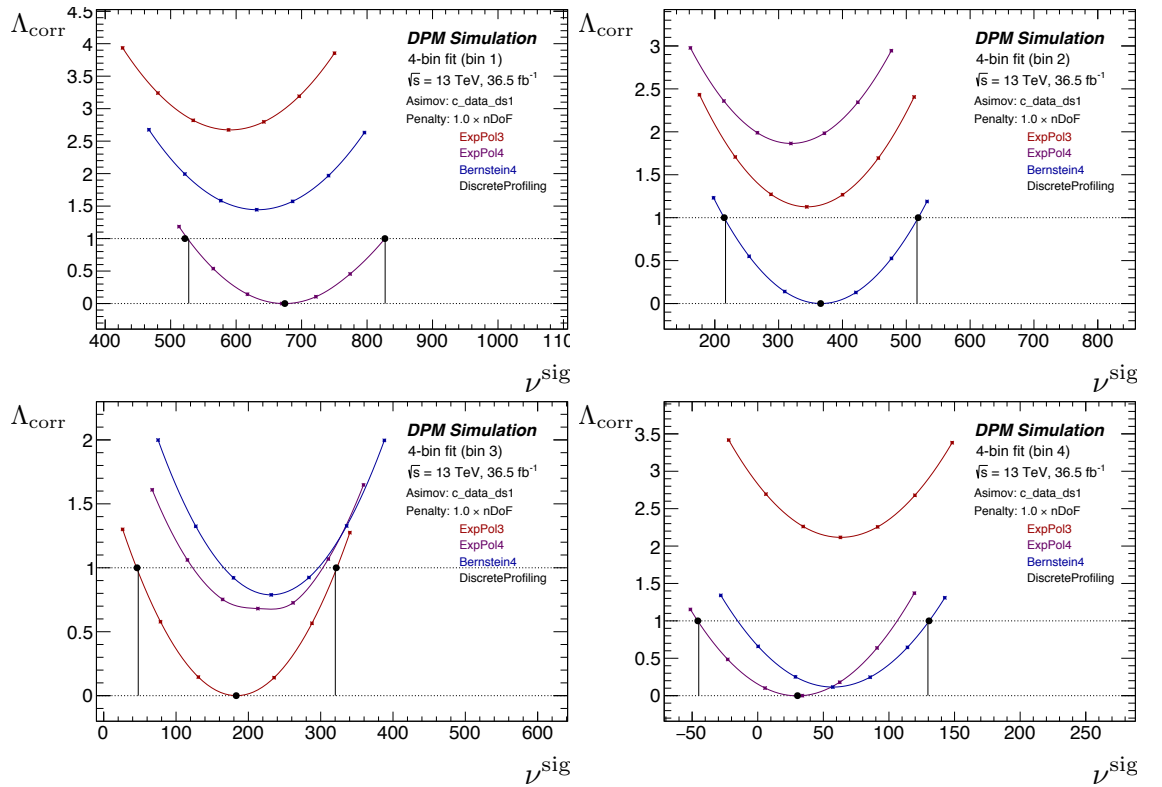 Λcorr
4.5
4
3.5
3
2.5
2
1.5
1
0.5
0
400 500 600 700 800 900 1000 110
νsig
DPM Simulation
4-bin fit (bin 1)
√s = 13 TeV, 36.5 fb-1
Asimov: c_data_ds1
Penalty: 1.0 × nDoF
ExpPol3
ExpPol4
Bernstein4
DiscreteProfiling
Λcorr
3
2.5
2
1.5
1
0.5
0
200 300 400 500 600 700 800
νsig
DPM Simulation
4-bin fit (bin 2)
√s = 13 TeV, 36.5 fb-1
Asimov: c_data_ds1
Penalty: 1.0 × nDoF
ExpPol3
ExpPol4
Bernstein4
DiscreteProfiling
Λcorr
2
1.5
1
0.5
0
0 100 200 300 400 500 600
νsig
DPM Simulation
4-bin fit (bin 3)
√s = 13 TeV, 36.5 fb-1
Asimov: c_data_ds1
Penalty: 1.0 × nDoF
ExpPol3
ExpPol4
Bernstein4
DiscreteProfiling
Λcorr
3.5
3
2.5
2
1.5
1
0.5
0
−50 0 50 100 150 200 250
νsig
DPM Simulation
4-bin fit (bin 4)
√s = 13 TeV, 36.5 fb-1
Asimov: c_data_ds1
Penalty: 1.0 × nDoF
ExpPol3
ExpPol4
Bernstein4
DiscreteProfiling